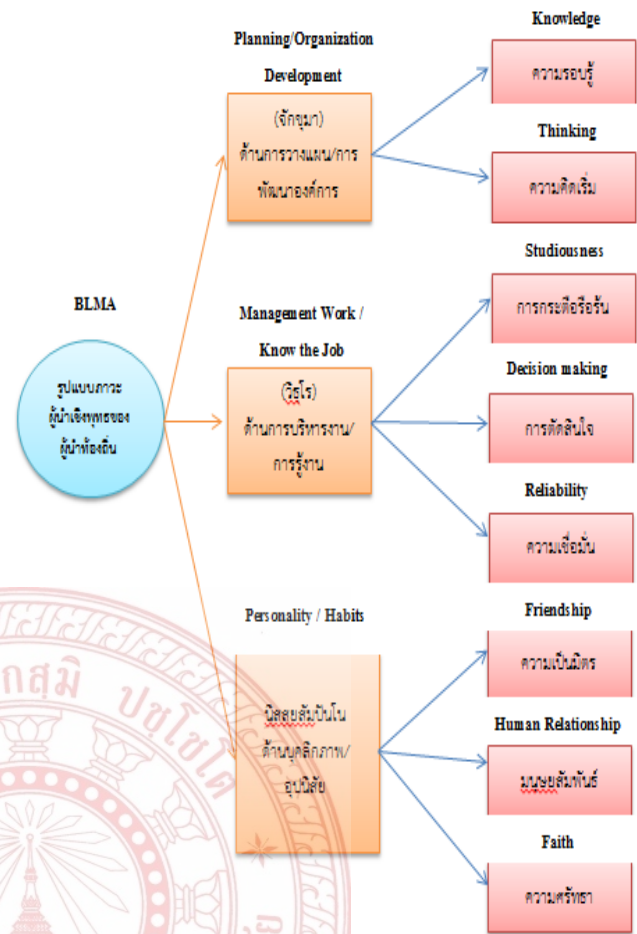 Knowledge
ความรอบรู้
Planning/Organization
Development
(จักขุมา)
ด้านการวางแผน/การ
พัฒนาองค์การ
Thinking
ความคิดเริ่ม
Studiousness
การกระตือรือร้น
BLMA
รูปแบบภาวะ
ผู้นำเชิงพุทธของ
ผู้นำท้องถิ่น
Management Work /
Know the Job
(วิธูโร)
ด้านการบริหารงาน/
การรู้งาน
Decision making
การตัดสินใจ
Reliability
ความเชื่อมั่น
Personality / Habits
นิสสยสัมปันโน
ด้านบุคลิกภาพ/
อุปนิสัย
Friendship
ความเป็นมิตร
Human Relationship
มนุษยสัมพันธ์
Faith
ความศรัทธา
ปชฺโชโต